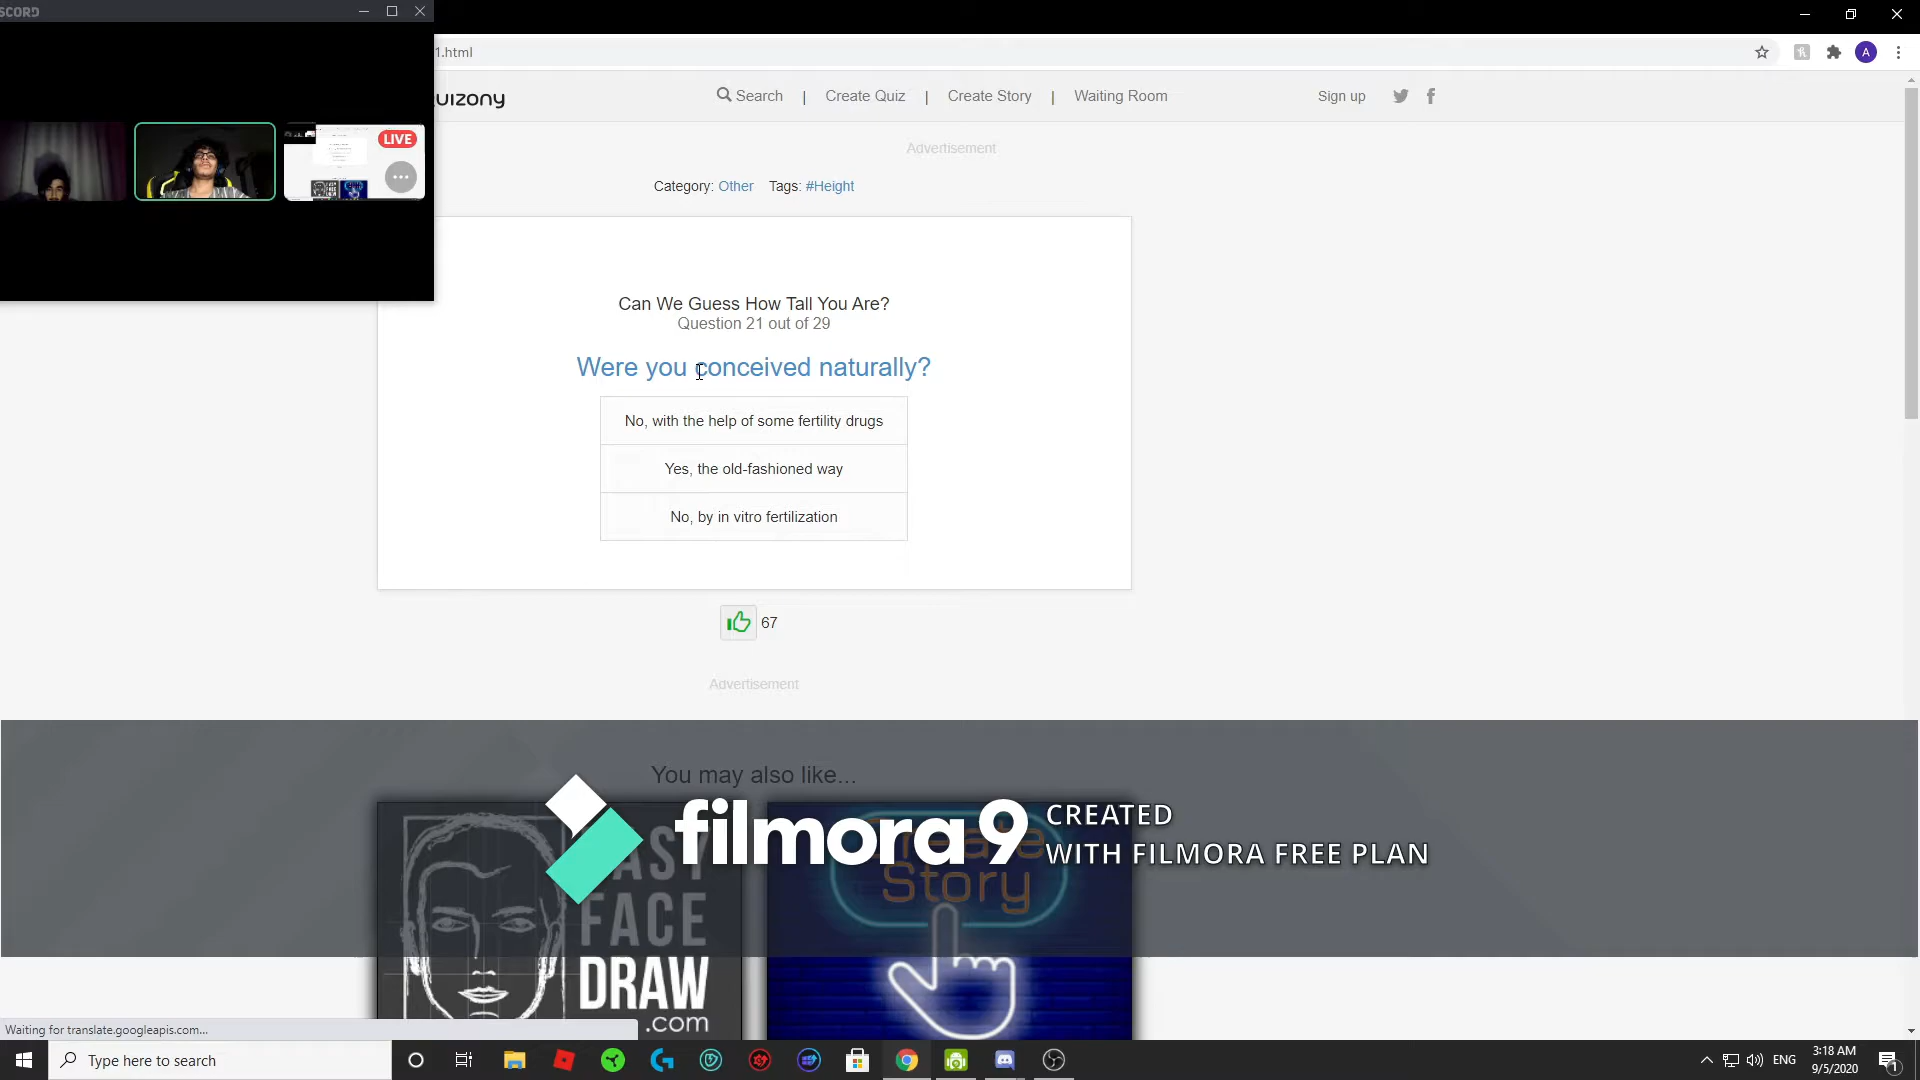 SCORD
1.html
A
uizony
Search | Create Quiz | Create Story | Waiting Room
Sign up
LIVE
Advertisement
Category: Other Tags: #Height
Can We Guess How Tall You Are?
Question 21 out of 29
Were you conceived naturally?
No, with the help of some fertility drugs
Yes, the old-fashioned way
No, by in vitro fertilization
67
Advertisement
You may also like...
filmora9
CREATED
WITH FILMORA FREE PLAN
FACE
DRAW
.com
Story
Waiting for translate.googleapis.com...
Type here to search
ENG
3:18 AM
9/5/2020
1